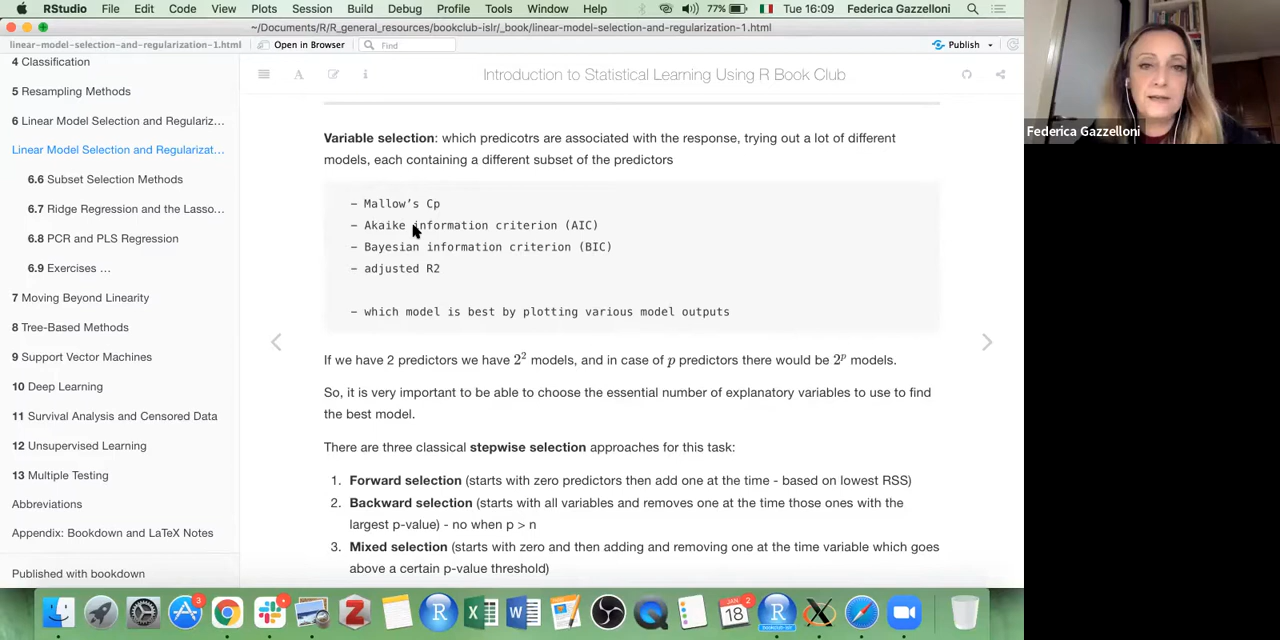 RStudio File Edit Code View Plots Session Build Debug Profile Tools Window Help 77% Tue 16:09 Federica Gazzelloni
~/Documents/R/R_general_resources/bookclub-islr/_book/linear-model-selection-and-regularization-1.html
linear-model-selection-and-regularization-1.html Open in Browser Find Publish
4 Classification
5 Resampling Methods
6 Linear Model Selection and Regulariz...
Linear Model Selection and Regularizat...
6.6 Subset Selection Methods
6.7 Ridge Regression and the Lasso...
6.8 PCR and PLS Regression
6.9 Exercises ...
7 Moving Beyond Linearity
8 Tree-Based Methods
9 Support Vector Machines
10 Deep Learning
11 Survival Analysis and Censored Data
12 Unsupervised Learning
13 Multiple Testing
Abbreviations
Appendix: Bookdown and LaTeX Notes
Published with bookdown
A i Introduction to Statistical Learning Using R Book Club
Variable selection: which predicotrs are associated with the response, trying out a lot of different
models, each containing a different subset of the predictors
- Mallow's Cp
- Akaike information criterion (AIC)
- Bayesian information criterion (BIC)
- adjusted R2
- which model is best by plotting various model outputs
If we have 2 predictors we have 2² models, and in case of p predictors there would be 2ᵖ models.
So, it is very important to be able to choose the essential number of explanatory variables to use to find
the best model.
There are three classical stepwise selection approaches for this task:
1. Forward selection (starts with zero predictors then add one at the time - based on lowest RSS)
2. Backward selection (starts with all variables and removes one at the time those ones with the
largest p-value) - no when p > n
3. Mixed selection (starts with zero and then adding and removing one at the time variable which goes
above a certain p-value threshold)
Federica Gazzelloni
3
Z
R
X
W
JAN
18
2
R
bookclub-islr
X